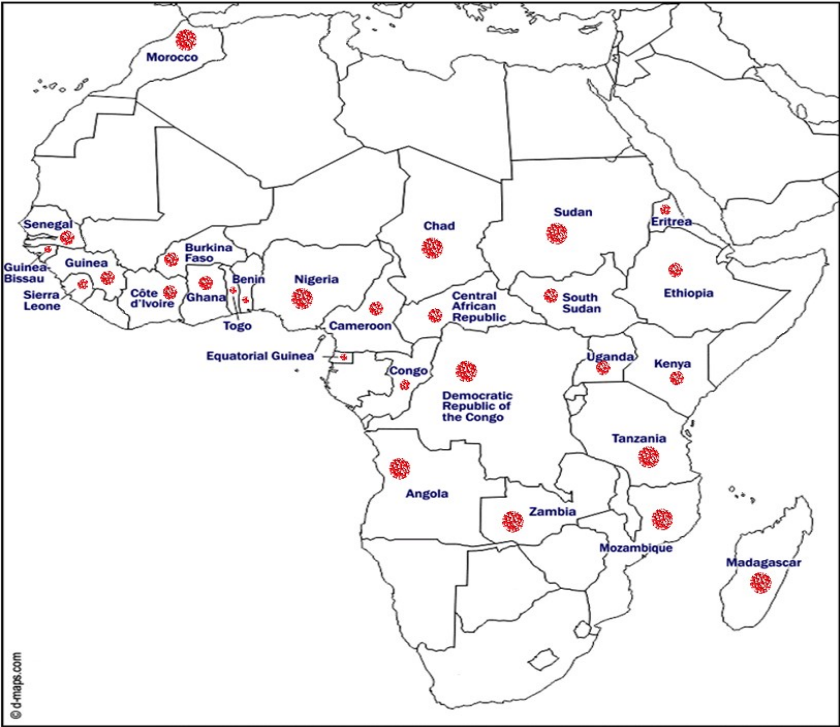 Morocco
Senegal
Guinea-
Bissau
Guinea
Sierra
Leone
Côte
d'Ivoire
Burkina
Faso
Ghana
Togo
Benin
Nigeria
Cameroon
Equatorial Guinea
Chad
Central
African
Republic
Sudan
South
Sudan
Eritrea
Ethiopia
Congo
Democratic
Republic of
the Congo
Uganda
Kenya
Tanzania
Angola
Zambia
Mozambique
Madagascar
© d-maps.com